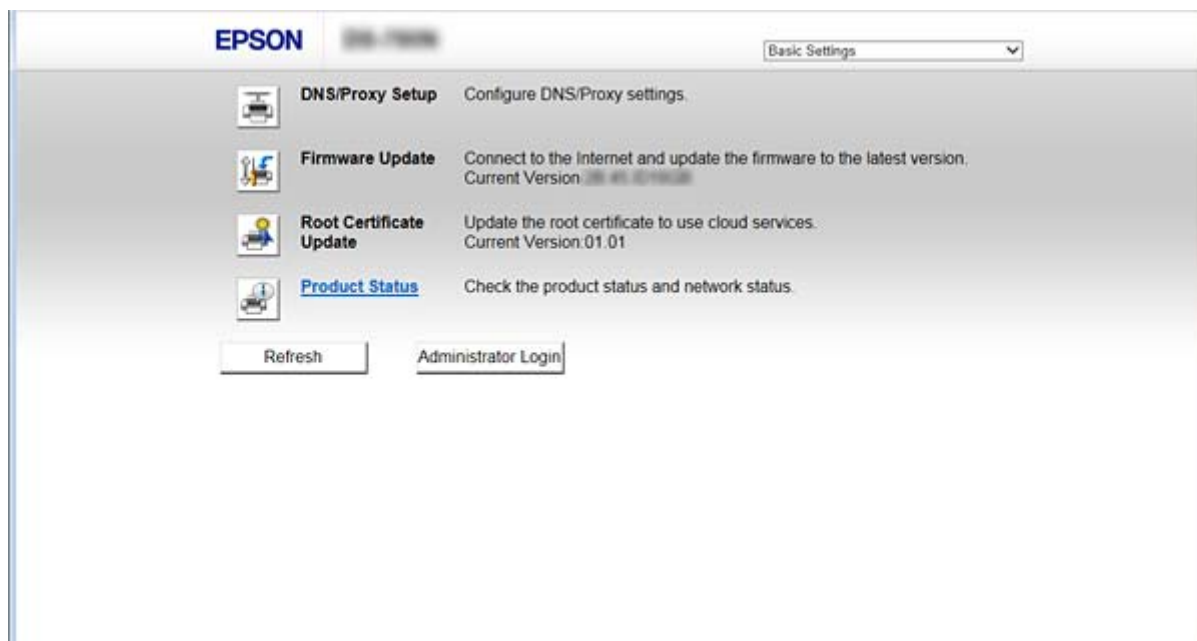 EPSON
Basic Settings
DNS/Proxy Setup Configure DNS/Proxy settings.
Firmware Update Connect to the Internet and update the firmware to the latest version.
Current Version:
Root Certificate Update the root certificate to use cloud services.
Update Current Version:01.01
Product Status Check the product status and network status.
Refresh Administrator Login